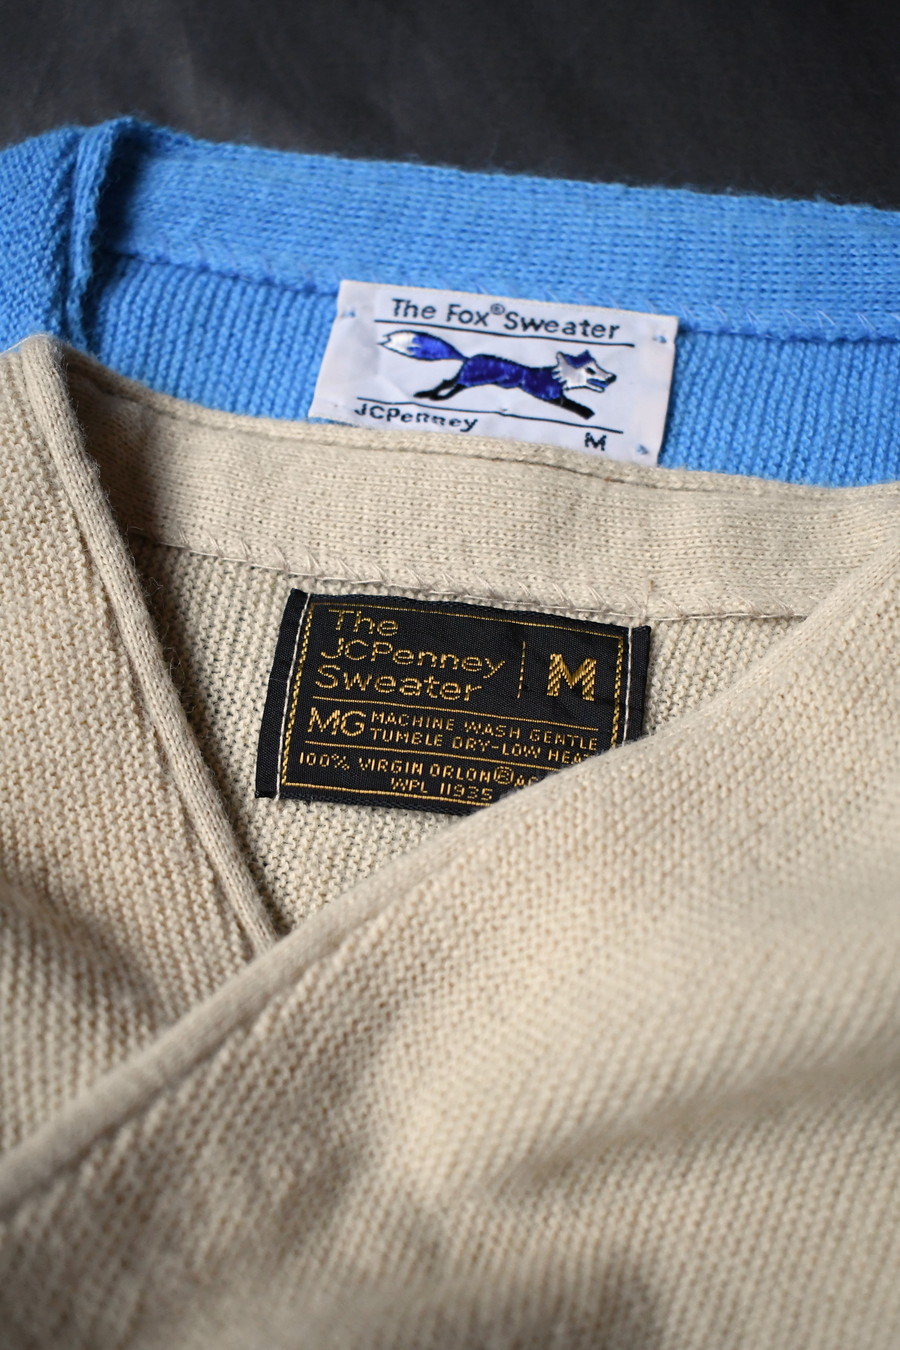 The Fox® Sweater
JCPenney
M
The
JCPenney
Sweater
M
MG MACHINE WASH GENTLE
TUMBLE DRY-LOW
100% VIRGIN ORLON®
WPL 11935